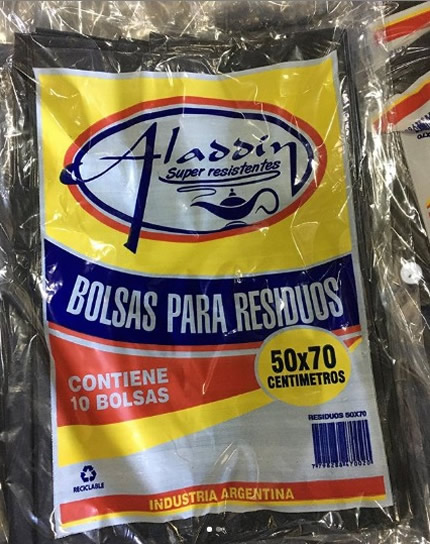 Aladdin
Super resistentes
BOLSAS PARA RESIDUOS
CONTIENE
10 BOLSAS
50x70
CENTIMETROS
RESIDUOS 50X70
RECICLABLE
INDUSTRIA ARGENTINA